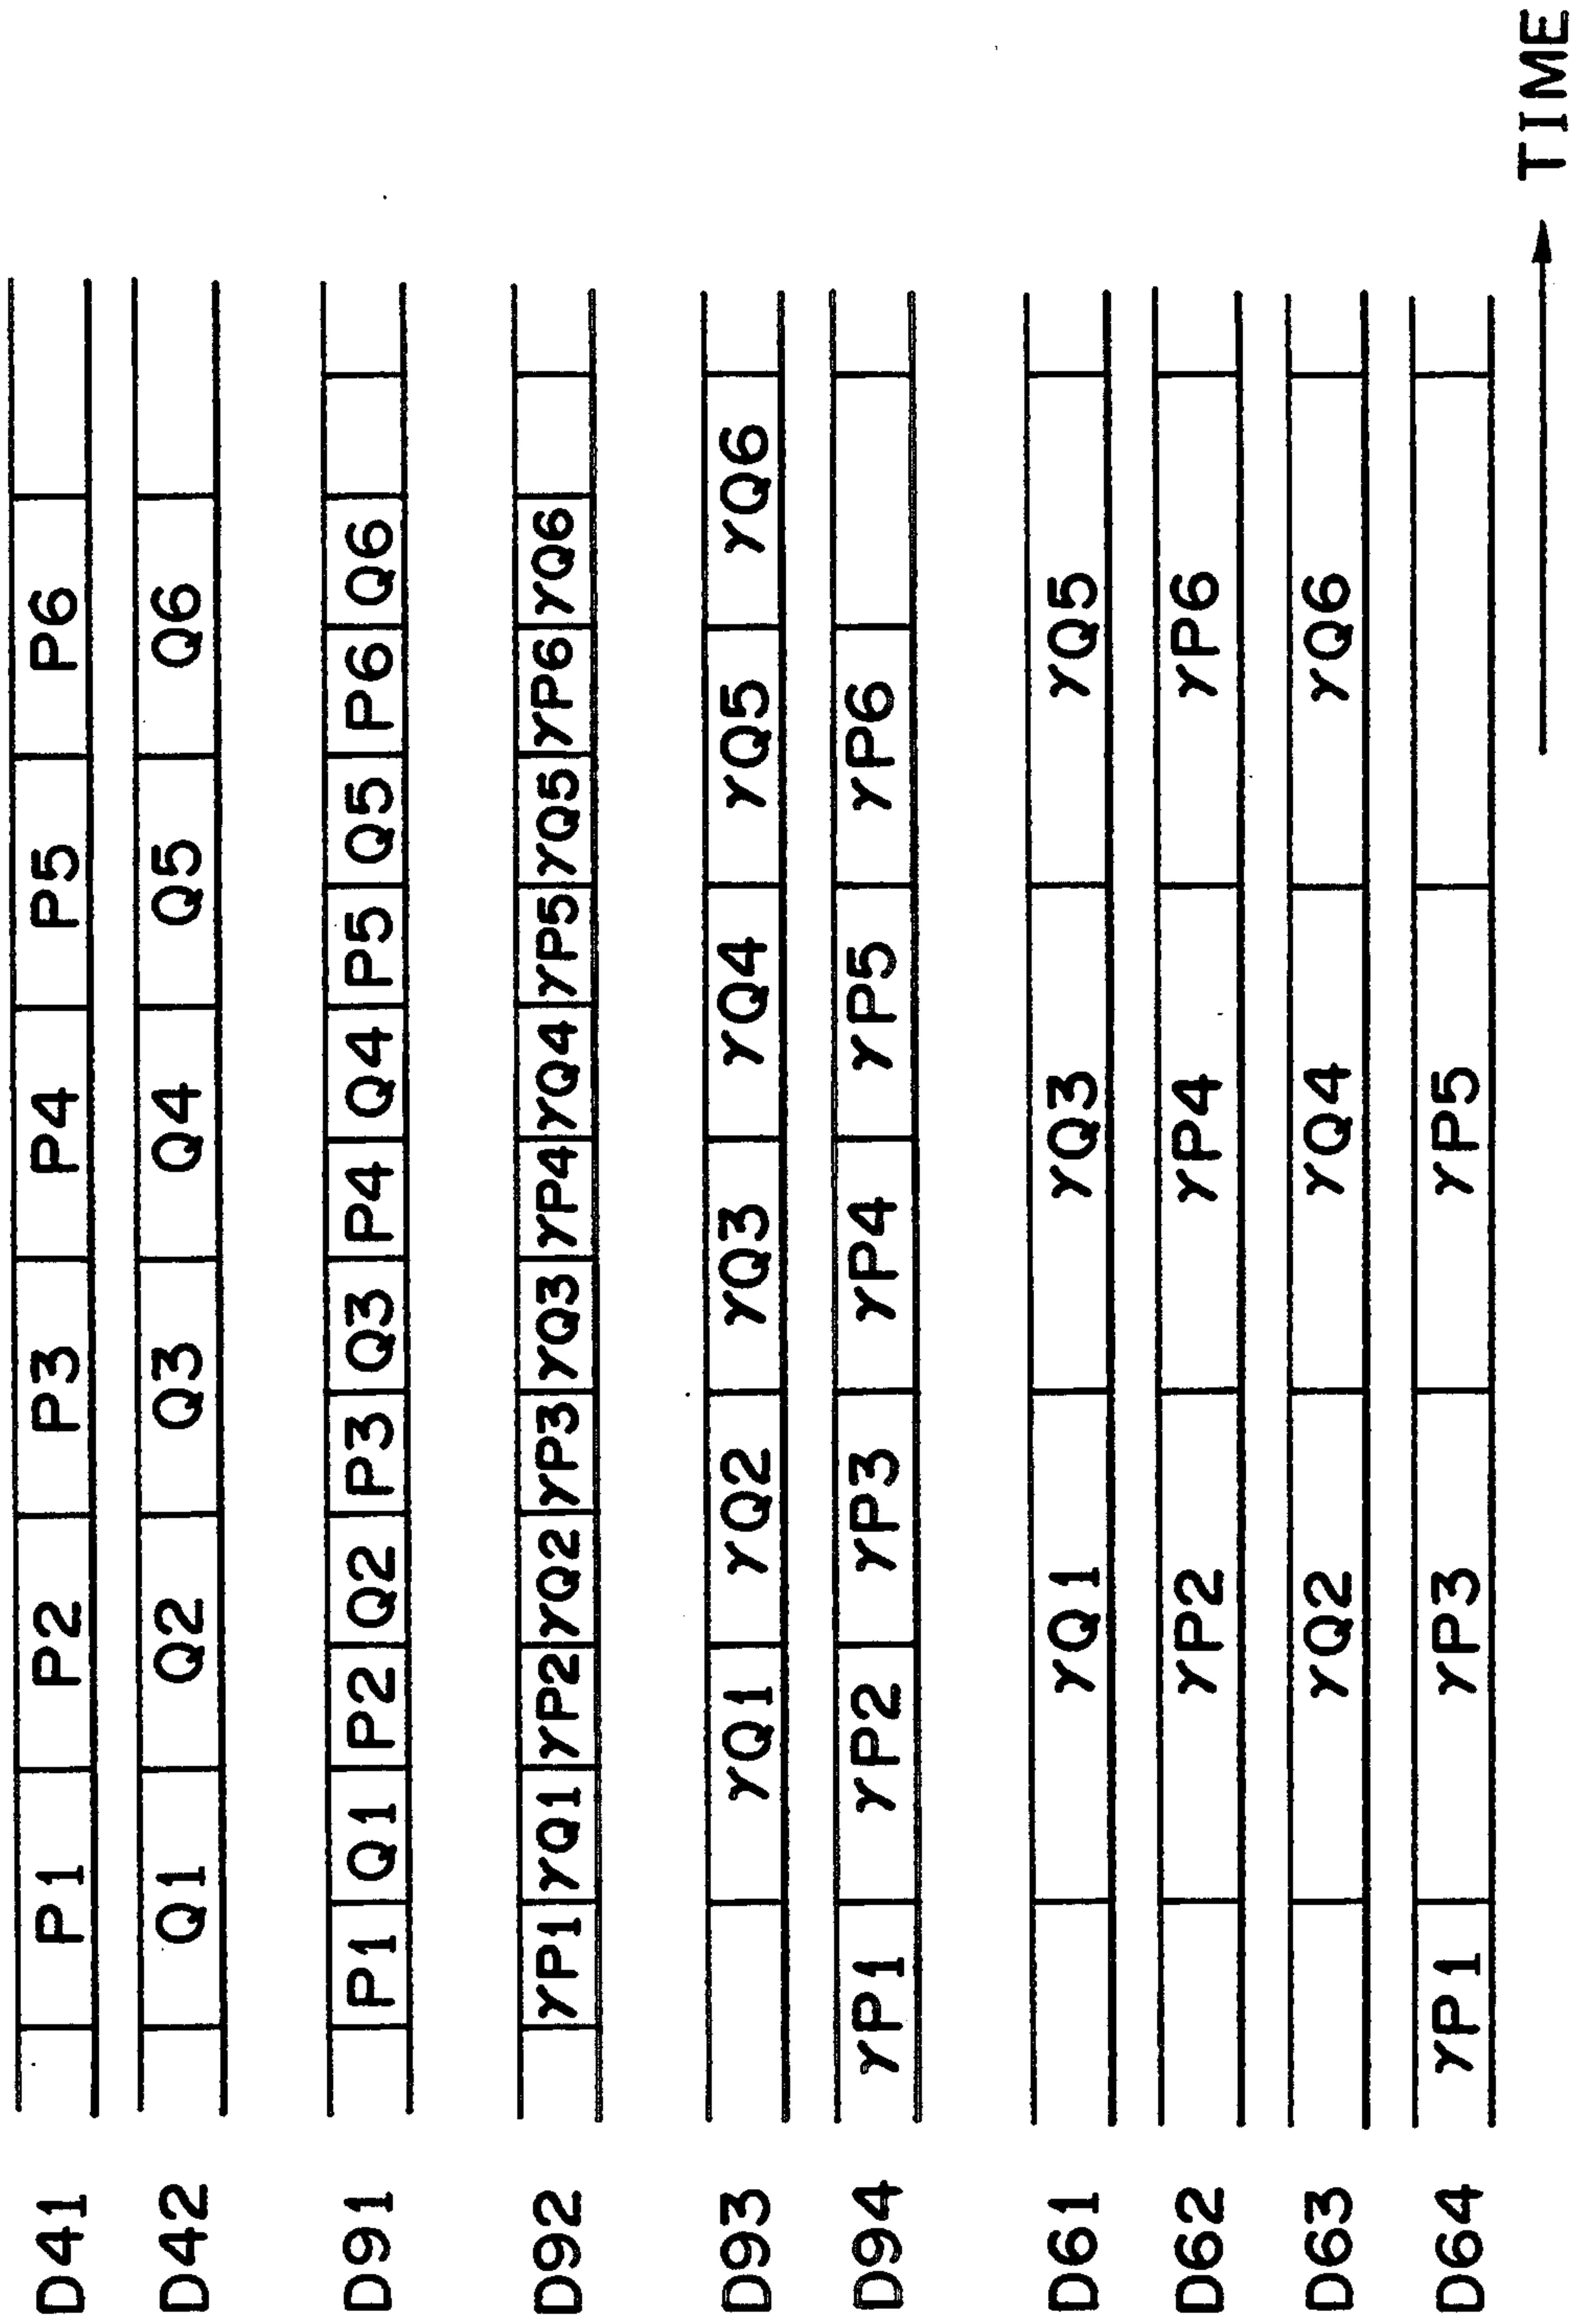 D41 P1 P2 P3 P4 P5 P6
D42 Q1 Q2 Q3 Q4 Q5 Q6
D91 P1 Q1 P2 Q2 P3 Q3 P4 Q4 P5 Q5 P6 Q6
D92 γP1 γQ1 γP2 γQ2 γP3 γQ3 γP4 γQ4 γP5 γQ5 γP6 γQ6
D93 γQ1 γQ2 γQ3 γQ4 γQ5 γQ6
D94 γP1 γP2 γP3 γP4 γP5 γP6
D61 γQ1 γQ3 γQ5
D62 γP2 γP4 γP6
D63 γQ2 γQ4 γQ6
D64 γP1 γP3 γP5
TIME